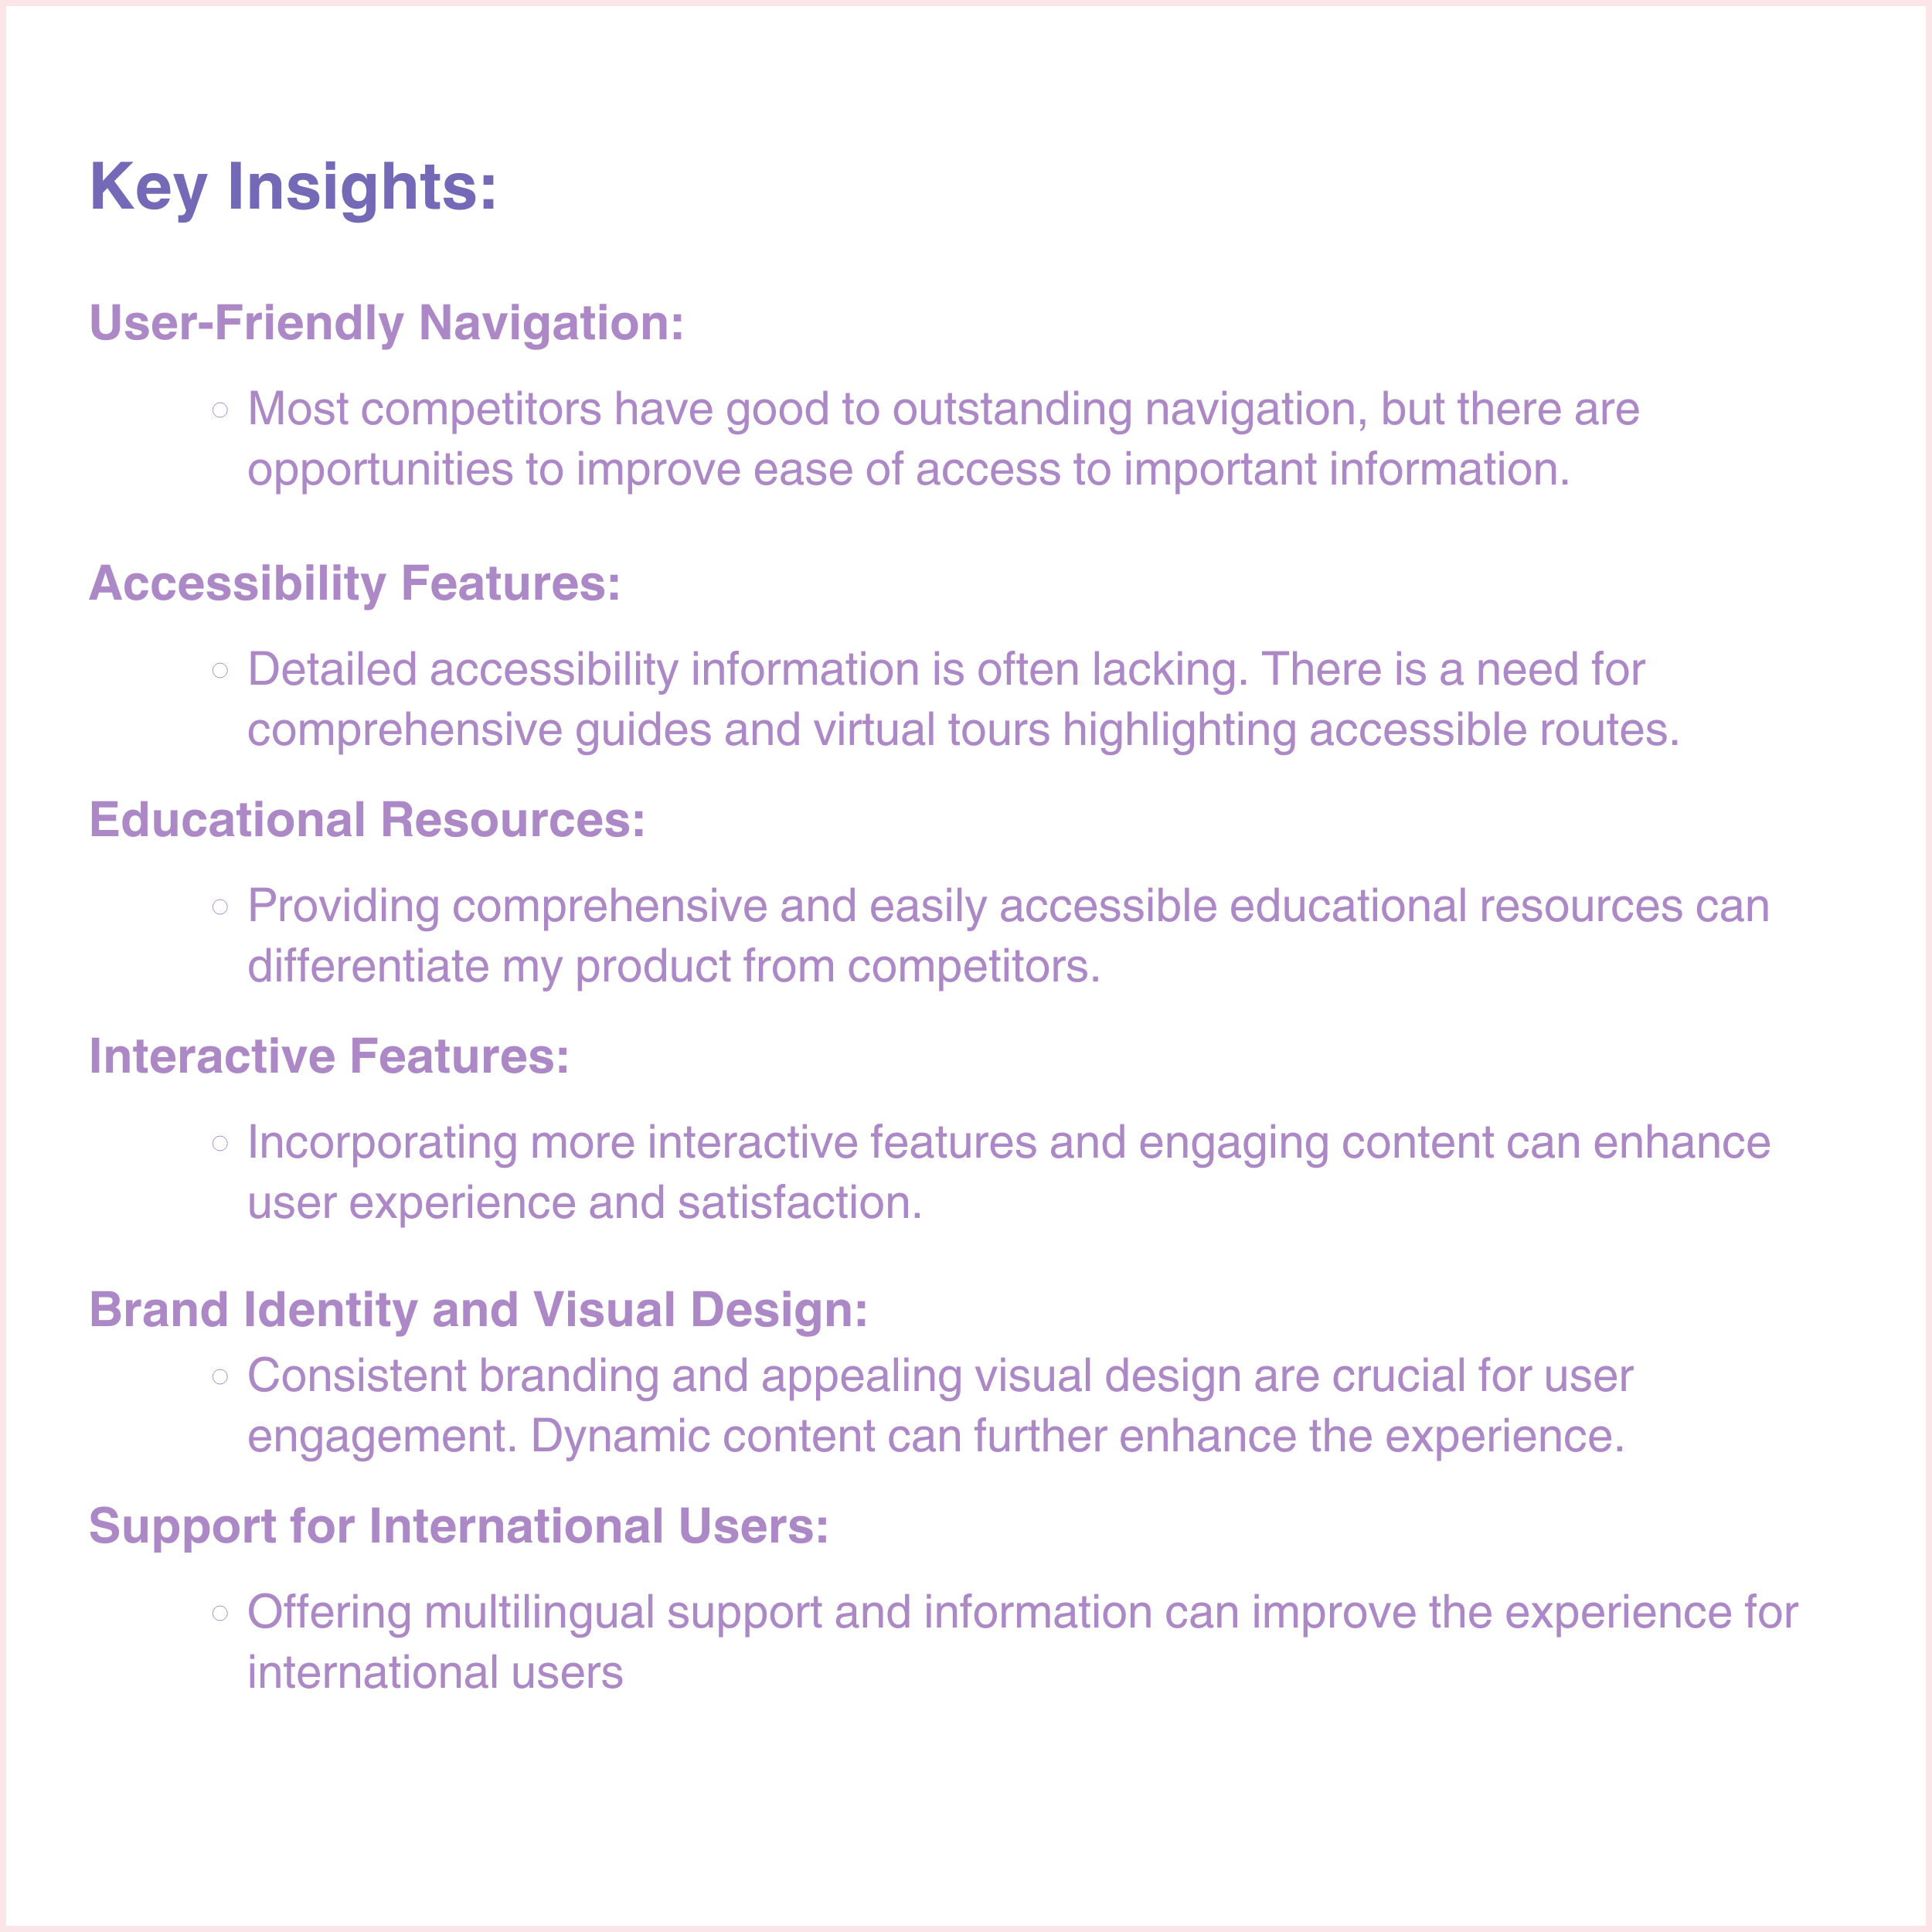 Key Insights:
User-Friendly Navigation:
○ Most competitors have good to outstanding navigation, but there are
opportunities to improve ease of access to important information.
Accessibility Features:
○ Detailed accessibility information is often lacking. There is a need for
comprehensive guides and virtual tours highlighting accessible routes.
Educational Resources:
○ Providing comprehensive and easily accessible educational resources can
differentiate my product from competitors.
Interactive Features:
○ Incorporating more interactive features and engaging content can enhance
user experience and satisfaction.
Brand Identity and Visual Design:
○ Consistent branding and appealing visual design are crucial for user
engagement. Dynamic content can further enhance the experience.
Support for International Users:
○ Offering multilingual support and information can improve the experience for
international users